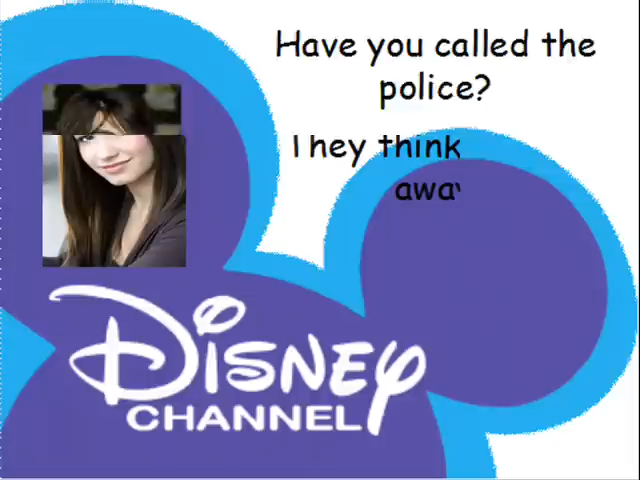 Have you called the
police?
They think
DISNEY
CHANNEL